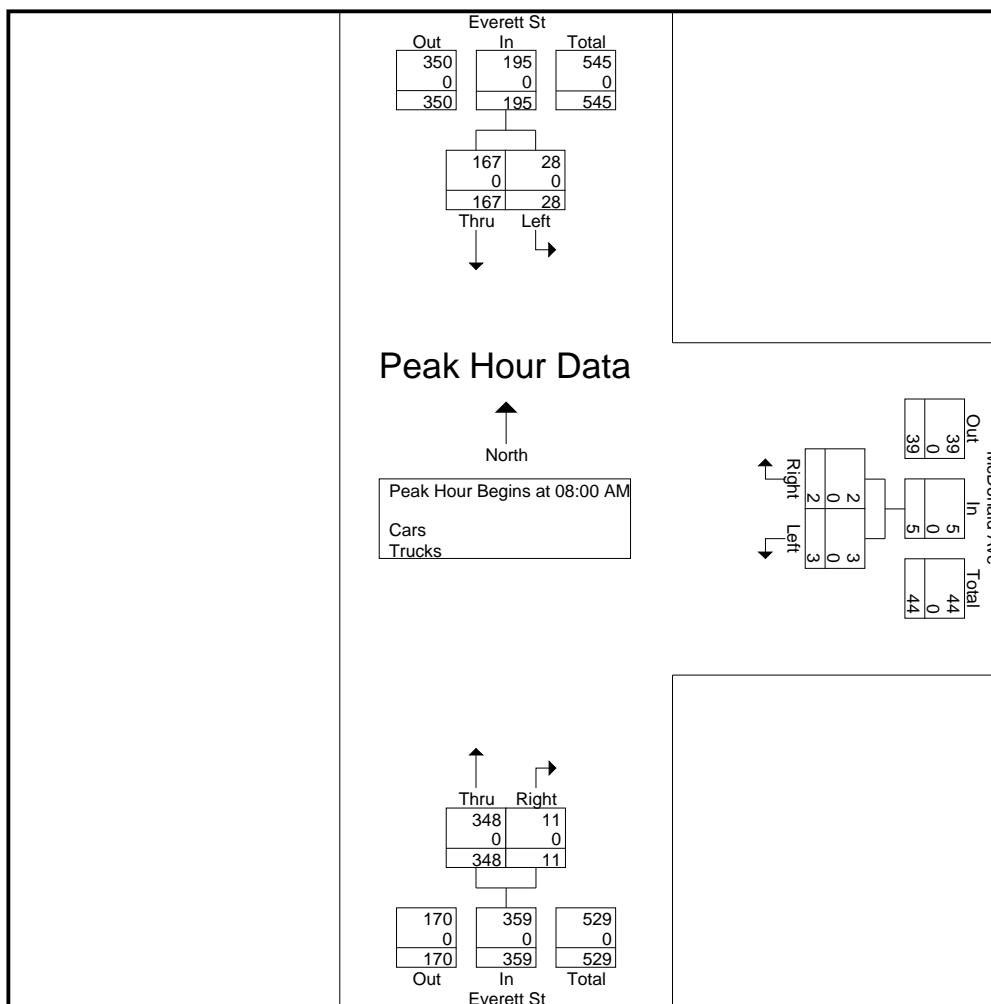 Everett St
Out In Total
350 195 545
0 0 0
350 195 545
167 28
0 0
167 28
Thru Left
Peak Hour Data
North
Peak Hour Begins at 08:00 AM
Cars
Trucks
Right Left
2 3
0 0
2 3
Out In Total
39 5 44
0 0 0
39 5 44
Thru Right
348 11
0 0
348 11
170 359 529
0 0 0
170 359 529
Out In Total
Everett St